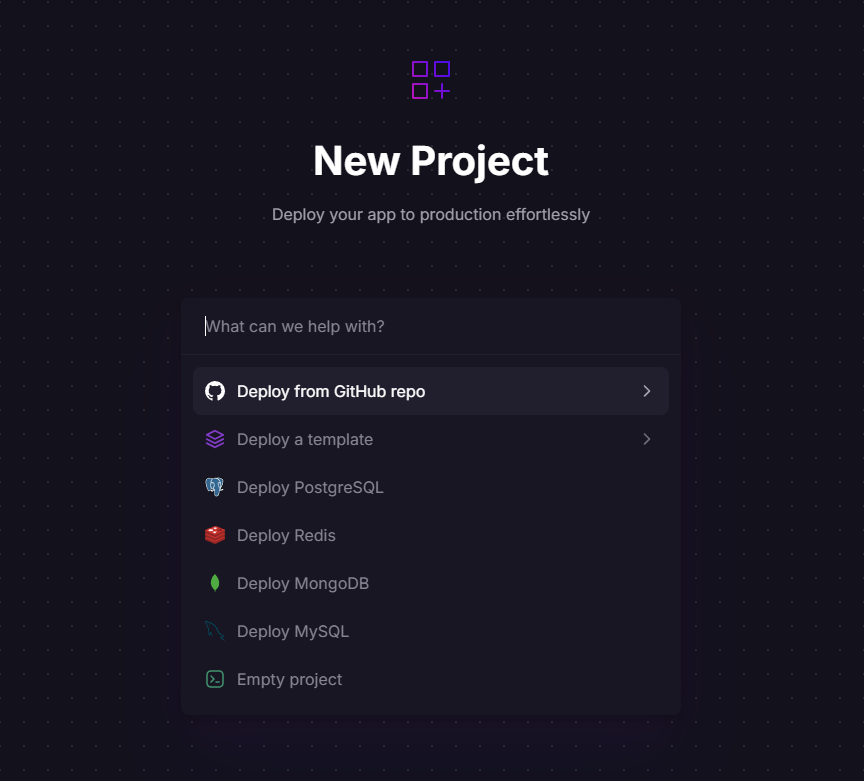 New Project
Deploy your app to production effortlessly
What can we help with?
Deploy from GitHub repo
Deploy a template
Deploy PostgreSQL
Deploy Redis
Deploy MongoDB
Deploy MySQL
Empty project